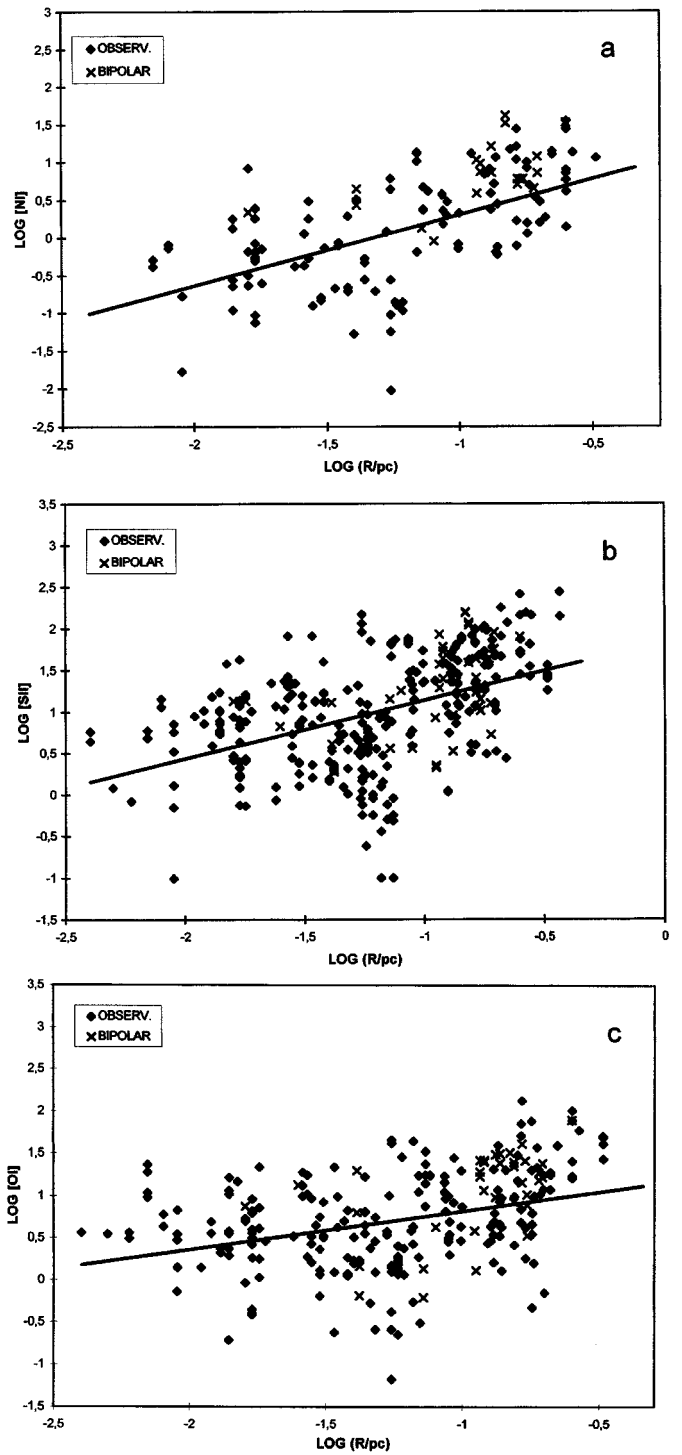 3
2,5
2
1,5
1
0,5
0
-0,5
-1
-1,5
-2
-2,5
LOG [NI]
OBSERV.
BIPOLAR
a
-2,5 -2 -1,5 -1 -0,5
LOG (R/pc)
3,5
3
2,5
2
1,5
1
0,5
0
-0,5
-1
-1,5
LOG [SII]
OBSERV.
BIPOLAR
b
-2,5 -2 -1,5 -1 -0,5 0
LOG (R/pc)
3,5
3
2,5
2
1,5
1
0,5
0
-0,5
-1
-1,5
LOG [OI]
OBSERV.
BIPOLAR
c
-2,5 -2 -1,5 -1 -0,5
LOG (R/pc)